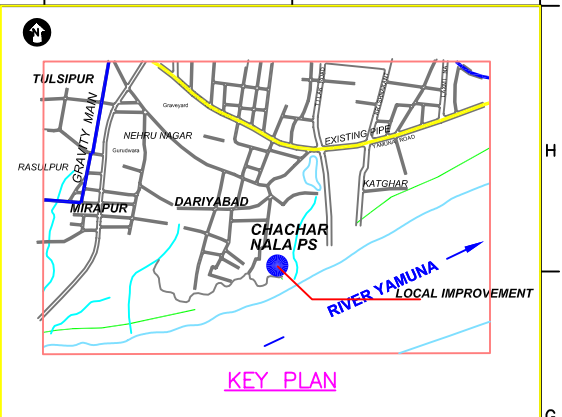 N
TULSIPUR
Graveyard
GRAVITY MAIN
NEHRU NAGAR
EXISTING PIPE
YAMUNA ROAD
Gurudwara
RASULPUR
KATGHAR
MIRAPUR
DARIYABAD
CHACHAR
NALA PS
RIVER YAMUNA
LOCAL IMPROVEMENT
KEY PLAN
H
G